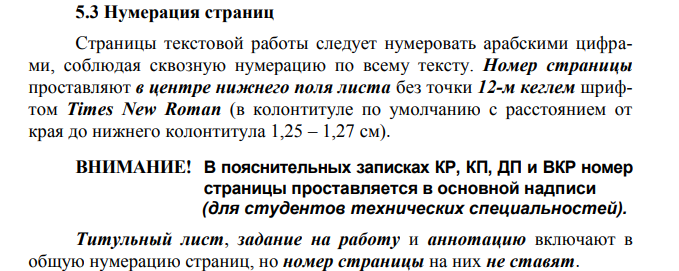 5.3 Нумерация страниц
Страницы текстовой работы следует нумеровать арабскими цифра-
ми, соблюдая сквозную нумерацию по всему тексту. Номер страницы
проставляют в центре нижнего поля листа без точки 12-м кеглем шриф-
том Times New Roman (в колонтитуле по умолчанию с расстоянием от
края до нижнего колонтитула 1,25 – 1,27 см).
ВНИМАНИЕ! В пояснительных записках КР, КП, ДП и ВКР номер
страницы проставляется в основной надписи
(для студентов технических специальностей).
Титульный лист, задание на работу и аннотацию включают в
общую нумерацию страниц, но номер страницы на них не ставят.